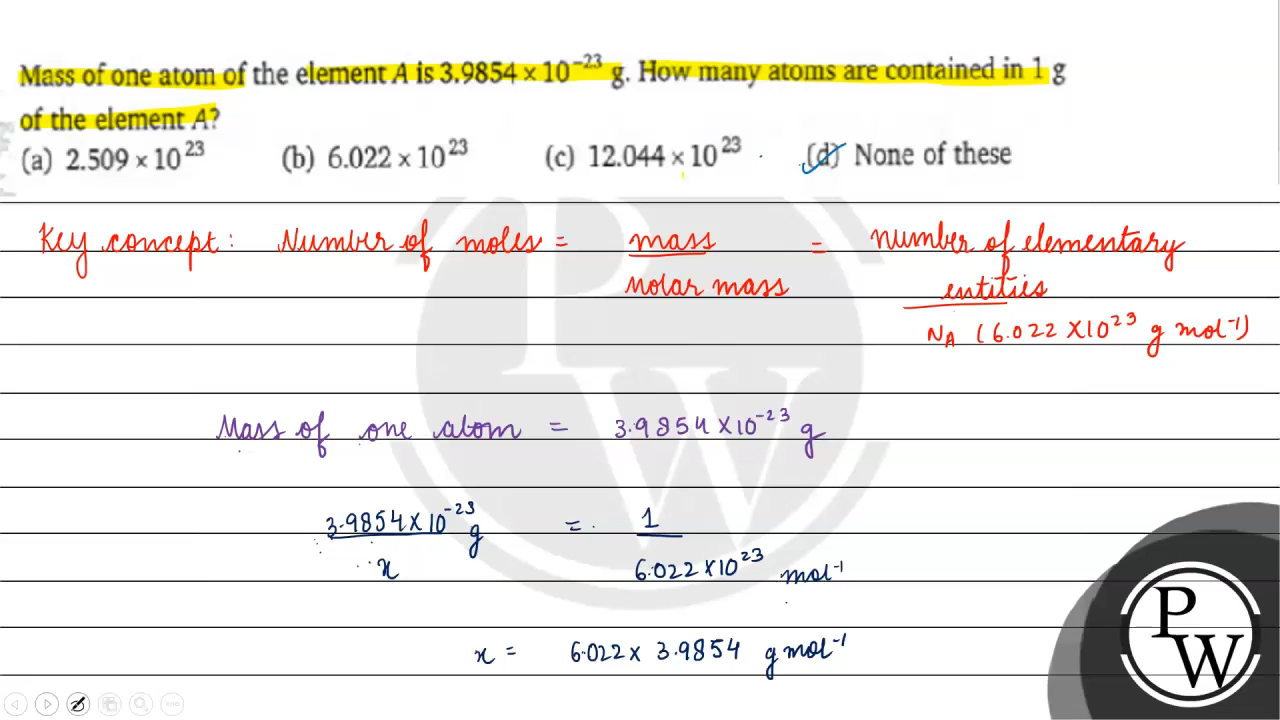 Mass of one atom of the element A is 3.9854 × 10⁻²³ g. How many atoms are contained in 1 g
of the element A?
(a) 2.509 × 10²³ (b) 6.022 × 10²³ (c) 12.044 × 10²³ (d) None of these
Key concept: Number of moles = mass / Molar mass = number of elementary entities / N_A (6.022 × 10²³ g mol⁻¹)
Mass of one atom = 3.9854 × 10⁻²³ g
3.9854 × 10⁻²³ g / x = 1 / 6.022 × 10²³ mol⁻¹
x = 6.022 × 3.9854 g mol⁻¹
PW
PW